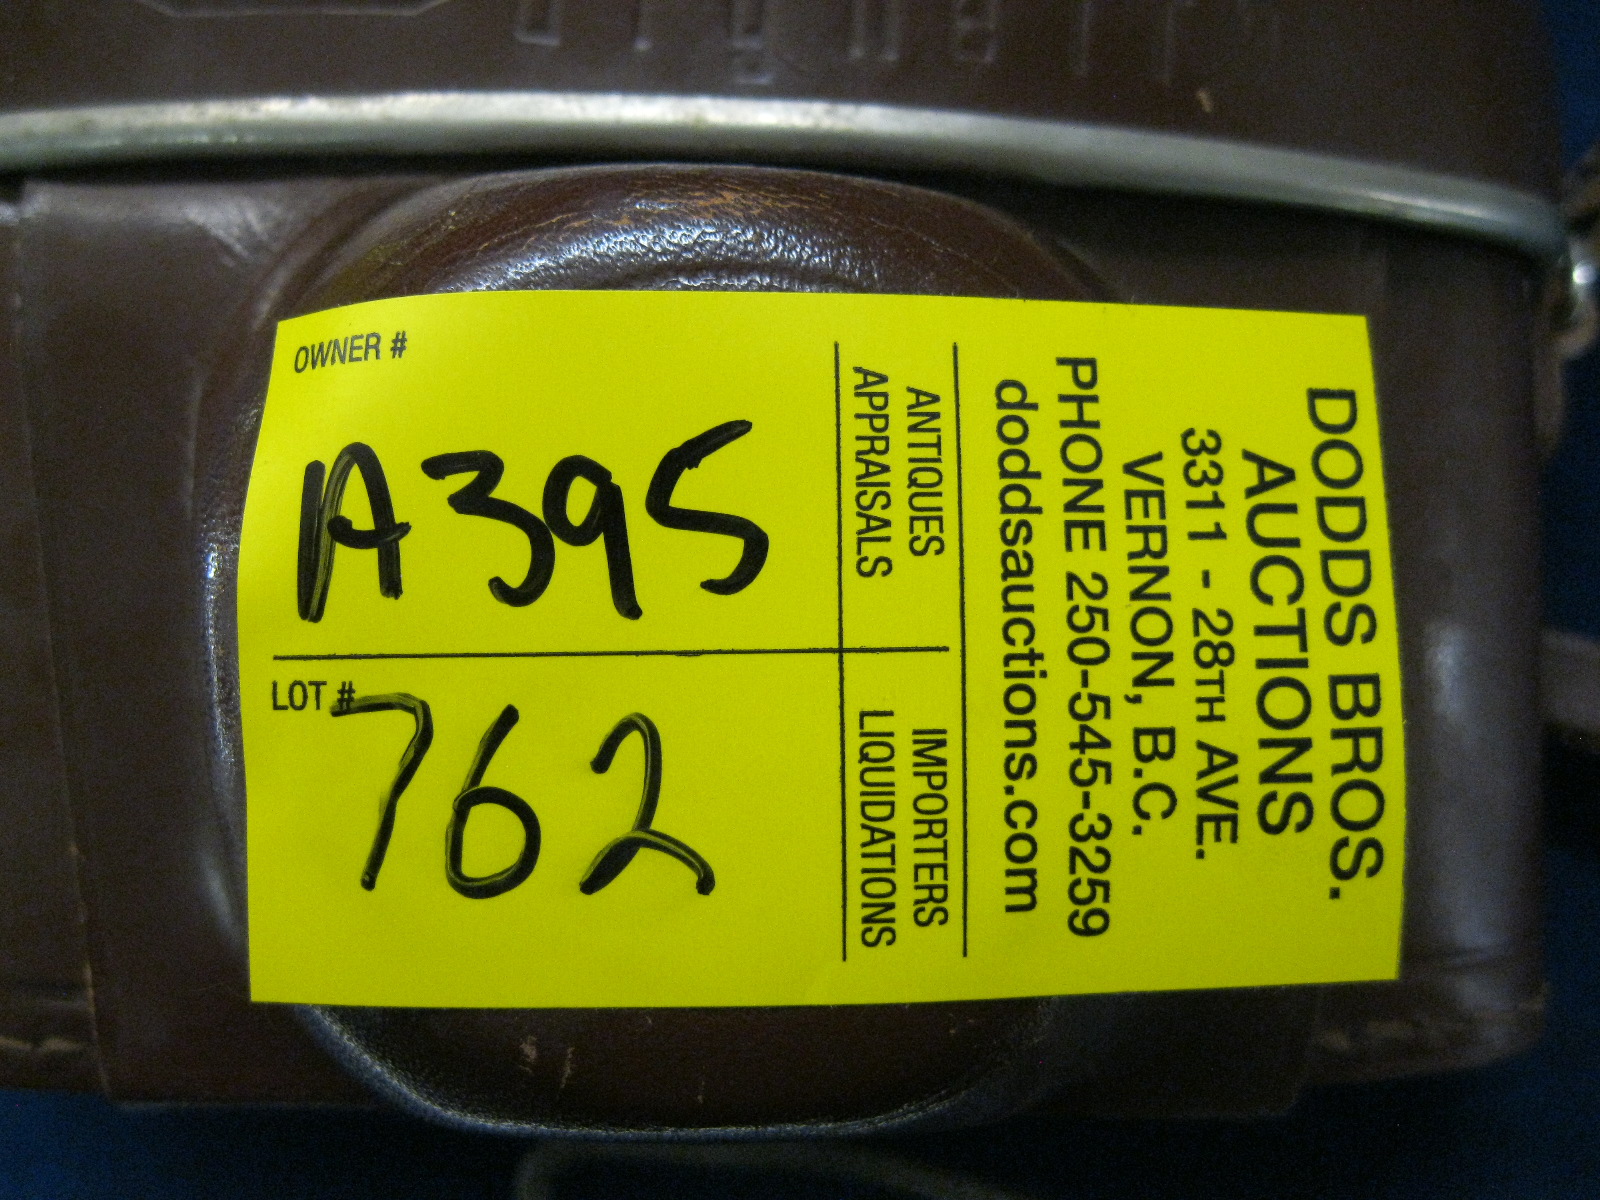 DODDS BROS.
AUCTIONS
3311 - 28TH AVE.
VERNON, B.C.
PHONE 250-545-3259
doddsauctions.com
ANTIQUES
APPRAISALS
IMPORTERS
LIQUIDATIONS
OWNER #
A395
LOT #
762